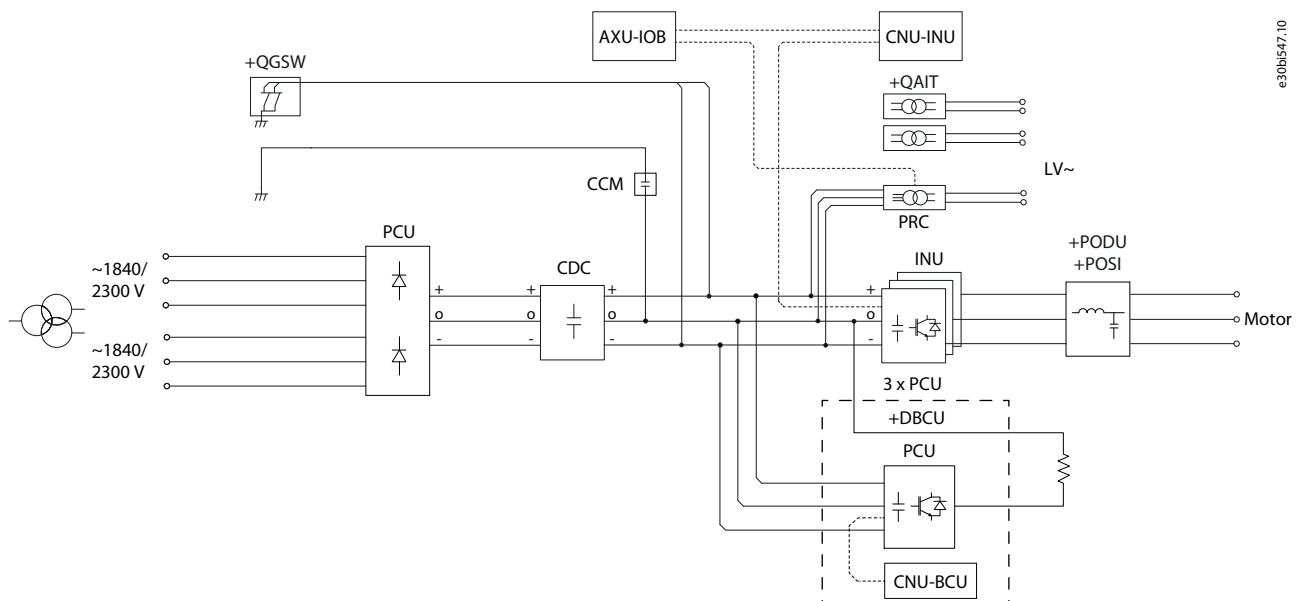 AXU-IOB
CNU-INU
e30bi547.10
+QGSW
+QAIT
CCM
LV~
PRC
PCU
CDC
INU
+PODU
+POSI
~1840/
2300 V
+
o
-
+
o
-
+
o
-
+
o
-
Motor
~1840/
2300 V
3 x PCU
+DBCU
PCU
CNU-BCU